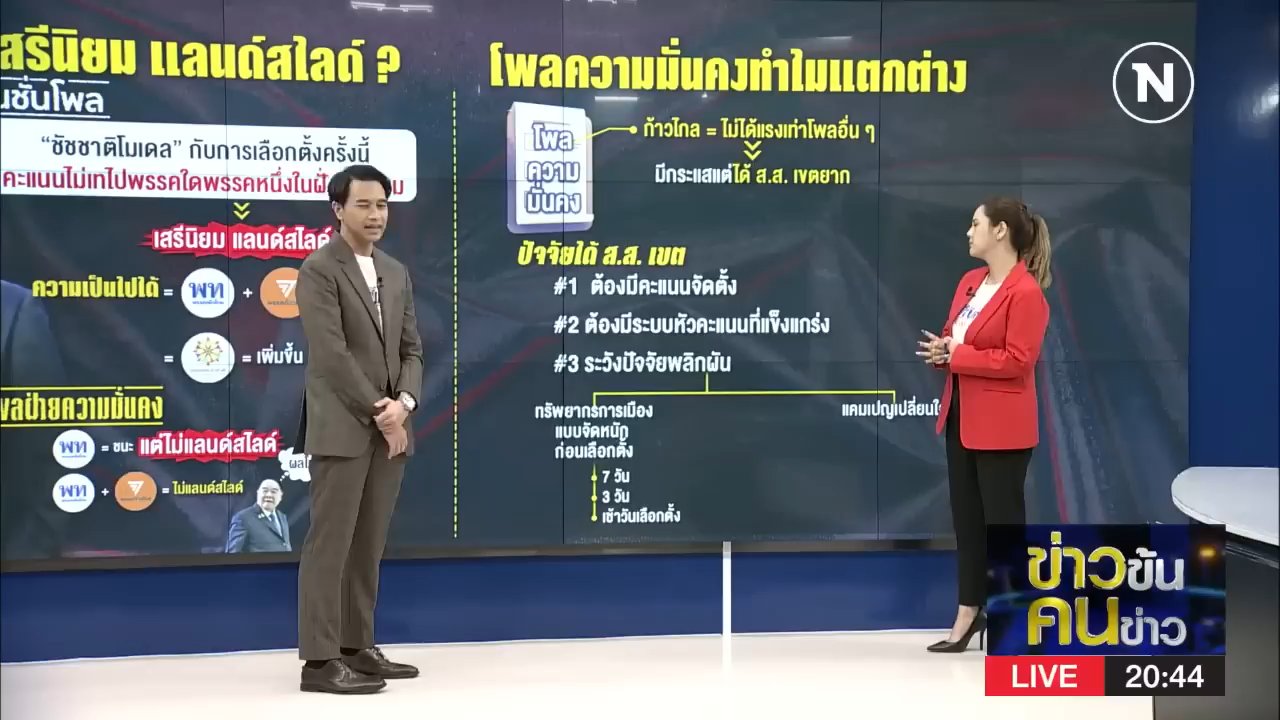 สรีนิยม แลนด์สไลด์ ?
นชั่นโพล
“ชัชชาติโมเดล” กับการเลือกตั้งครั้งนี้
คะแนนไม่เทไปพรรคใดพรรคหนึ่งในฝั่
ม
เสรีนิยม แลนด์สไลด์
ความเป็นไปได้ = พท +
= = เพิ่มขึ้น
พลฝ่ายความมั่นคง
พท = ชนะ แต่ไม่แลนด์สไลด์
พท + = ไม่แลนด์สไลด์
โพลความมั่นคงทำไมแตกต่าง
โพล
ความ
มั่นคง
ก้าวไกล = ไม่ได้แรงเท่าโพลอื่น ๆ
มีกระแสแต่ได้ ส.ส. เขตยาก
ปัจจัยได้ ส.ส. เขต
#1 ต้องมีคะแนนจัดตั้ง
#2 ต้องมีระบบหัวคะแนนที่แข็งแกร่ง
#3 ระวังปัจจัยพลิกผัน
ทรัพยากรการเมือง
แบบจัดหนัก
ก่อนเลือกตั้ง
7 วัน
3 วัน
เช้าวันเลือกตั้ง
แคมเปญเปลี่ยนใ
N
ข่าวข้น
คนข่าว
LIVE 20:44